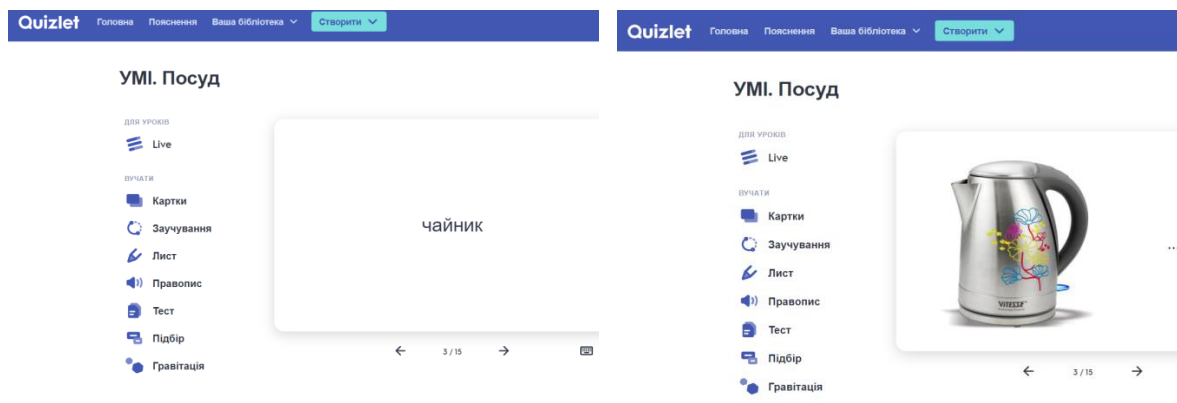 Quizlet Головна Пояснення Ваша бібліотека Створити
УМІ. Посуд
ДЛЯ УРОКІВ
Live
ВУЧАТИ
Картки
Заучування
Лист
Правопис
Тест
Підбір
Гравітація
чайник
3 / 15
Quizlet Головна Пояснення Ваша бібліотека Створити
УМІ. Посуд
ДЛЯ УРОКІВ
Live
ВУЧАТИ
Картки
Заучування
Лист
Правопис
Тест
Підбір
Гравітація
VITESSE
...
3 / 15